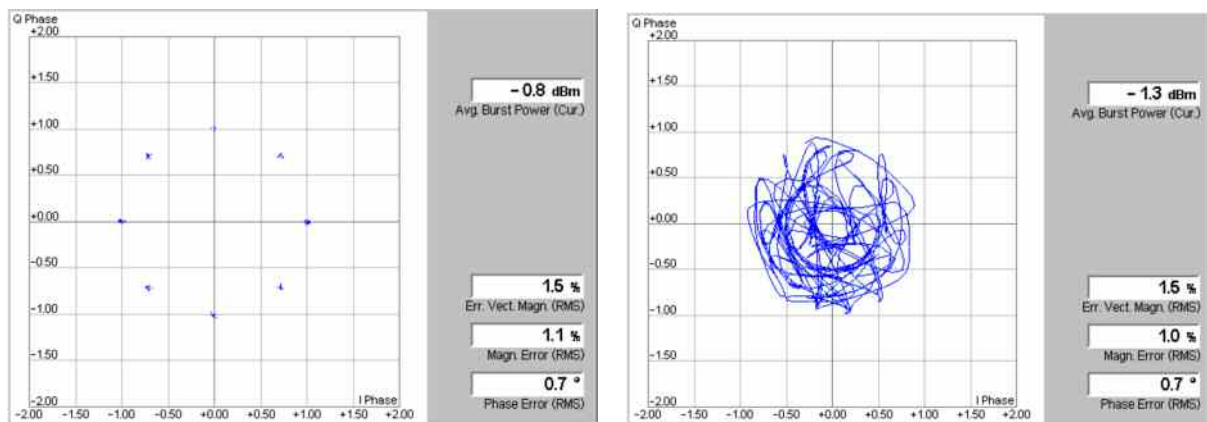 Q Phase
+2.00
+1.50
+1.00
+0.50
+0.00
−0.50
−1.00
−1.50
−2.00
−2.00 −1.50 −1.00 −0.50 +0.00 +0.50 +1.00 +1.50 +2.00
I Phase
− 0.8 dBm
Avg. Burst Power (Cur.)
1.5 %
Err. Vect. Magn. (RMS)
1.1 %
Magn. Error (RMS)
0.7 °
Phase Error (RMS)
Q Phase
+2.00
+1.50
+1.00
+0.50
+0.00
−0.50
−1.00
−1.50
−2.00
−2.00 −1.50 −1.00 −0.50 +0.00 +0.50 +1.00 +1.50 +2.00
I Phase
− 1.3 dBm
Avg. Burst Power (Cur.)
1.5 %
Err. Vect. Magn. (RMS)
1.0 %
Magn. Error (RMS)
0.7 °
Phase Error (RMS)